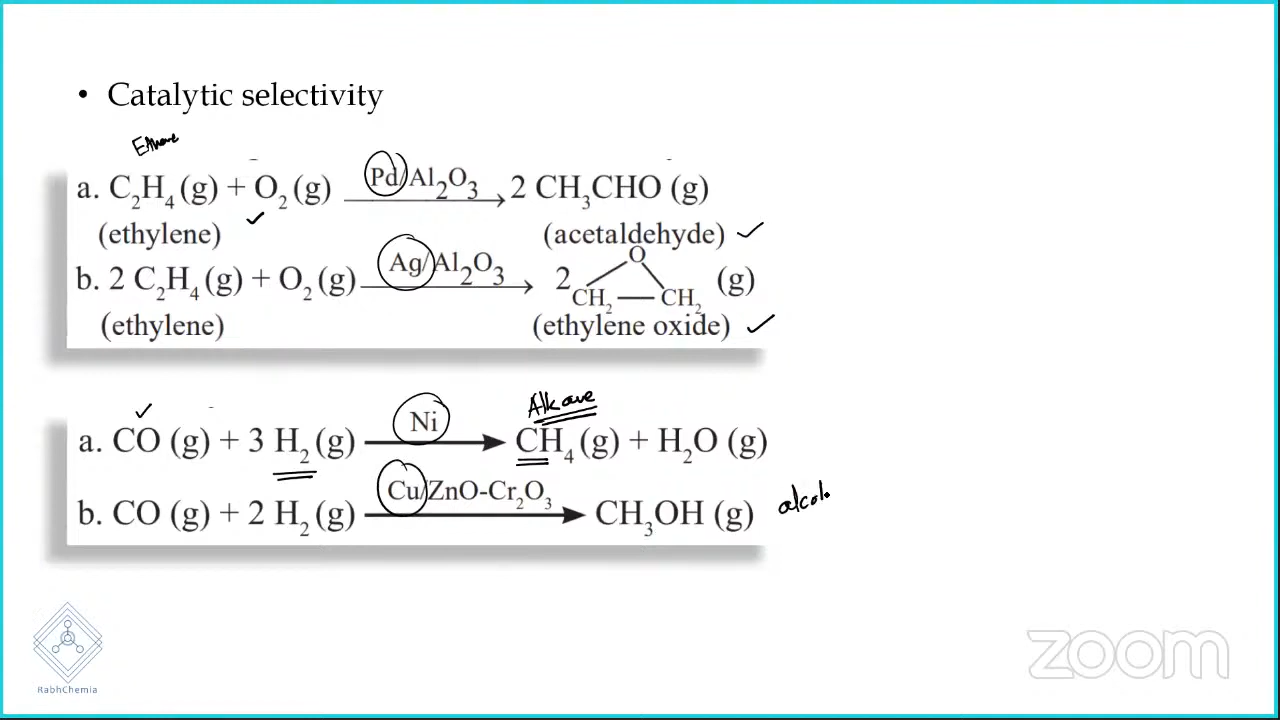 • Catalytic selectivity
a. C₂H₄ (g) + O₂ (g) Pd/Al₂O₃ → 2 CH₃CHO (g)
(ethylene) (acetaldehyde) ✓
b. 2 C₂H₄ (g) + O₂ (g) Ag/Al₂O₃ → 2 CH₂ — CH₂ O (g)
(ethylene) (ethylene oxide) ✓
Alkane
a. CO (g) + 3 H₂ (g) Ni → CH₄ (g) + H₂O (g)
b. CO (g) + 2 H₂ (g) Cu/ZnO-Cr₂O₃ → CH₃OH (g) alcoh
RabhChemia
zoom